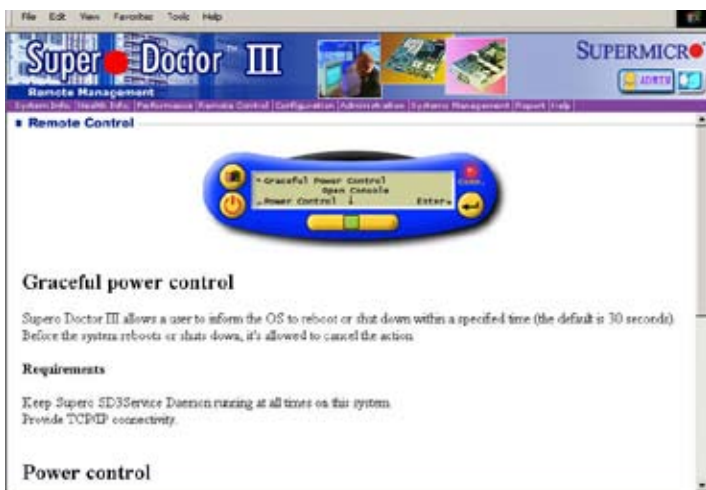 File Edit View Favorites Tools Help
Super Doctor III
SUPERMICRO
Remote Management
System Info. Health Info. Performance Remote Control Configuration Administration Systems Management Report Help
Remote Control
Graceful Power Control
Open Console
Power Control ↓ Enter
Graceful power control
Supero Doctor III allows a user to inform the OS to reboot or shut down within a specified time (the default is 30 seconds).
Before the system reboots or shuts down, it's allowed to cancel the action.
Requirements
Keep Supero SD3Service Daemon running at all times on this system.
Provide TCP/IP connectivity.
Power control